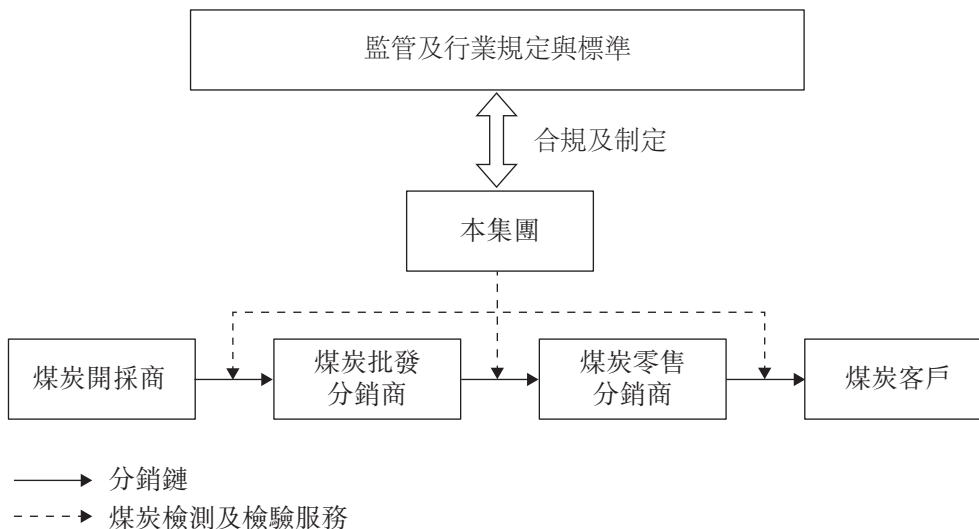 監管及行業規定與標準
合規及制定
本集團
煤炭開採商
煤炭批發
分銷商
煤炭零售
分銷商
煤炭客戶
分銷鏈
煤炭檢測及檢驗服務